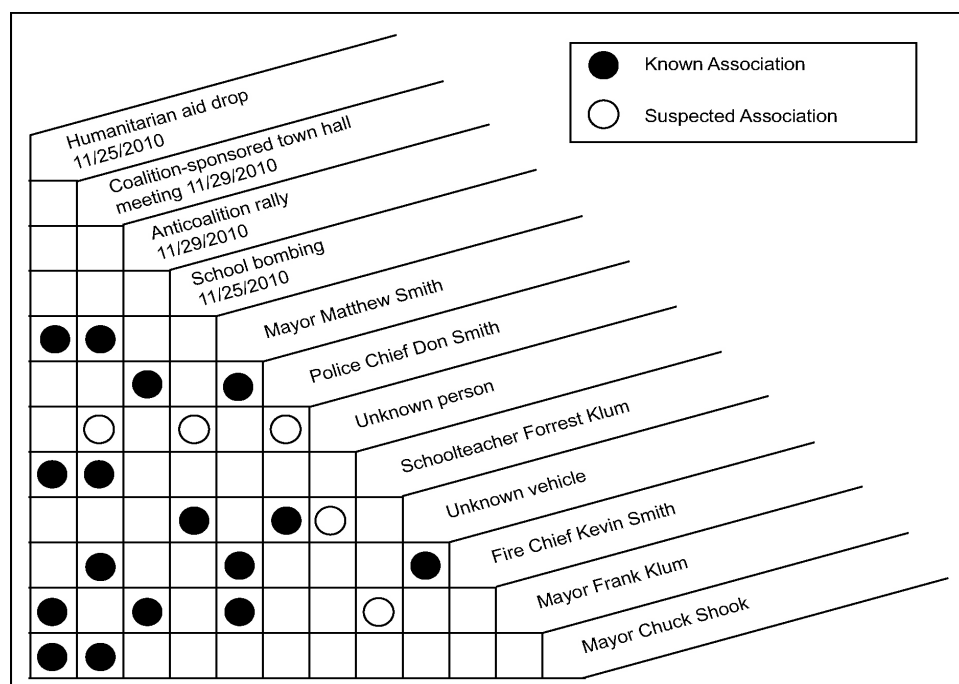 Known Association
Suspected Association
Humanitarian aid drop
11/25/2010
Coalition-sponsored town hall
meeting 11/29/2010
Anticoalition rally
11/29/2010
School bombing
11/25/2010
Mayor Matthew Smith
Police Chief Don Smith
Unknown person
Schoolteacher Forrest Klum
Unknown vehicle
Fire Chief Kevin Smith
Mayor Frank Klum
Mayor Chuck Shook